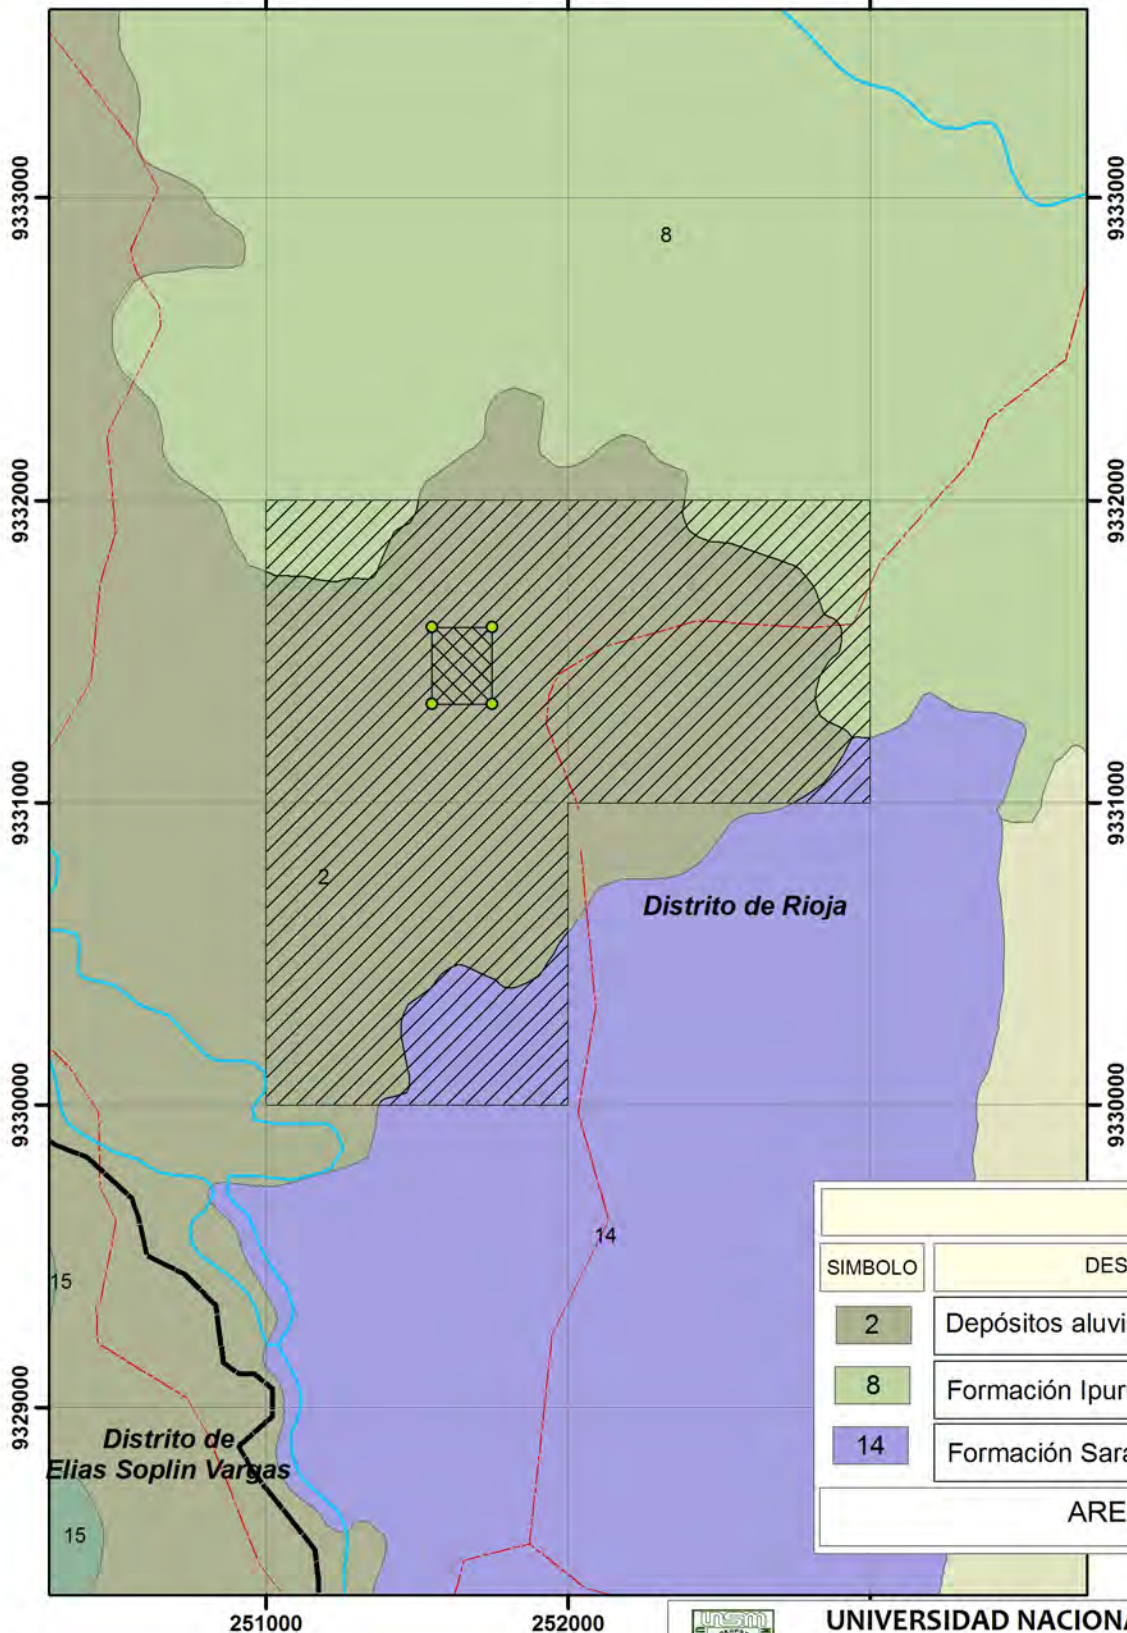 9333000
9333000
8
9332000
9332000
9331000
9331000
2
Distrito de Rioja
9330000
9330000
14
15
SIMBOLO
DES
2
Depósitos aluvi
8
Formación Ipur
14
Formación Sara
ARE
9329000
Distrito de
Elias Soplin Vargas
15
251000
252000
UNIVERSIDAD NACIONA